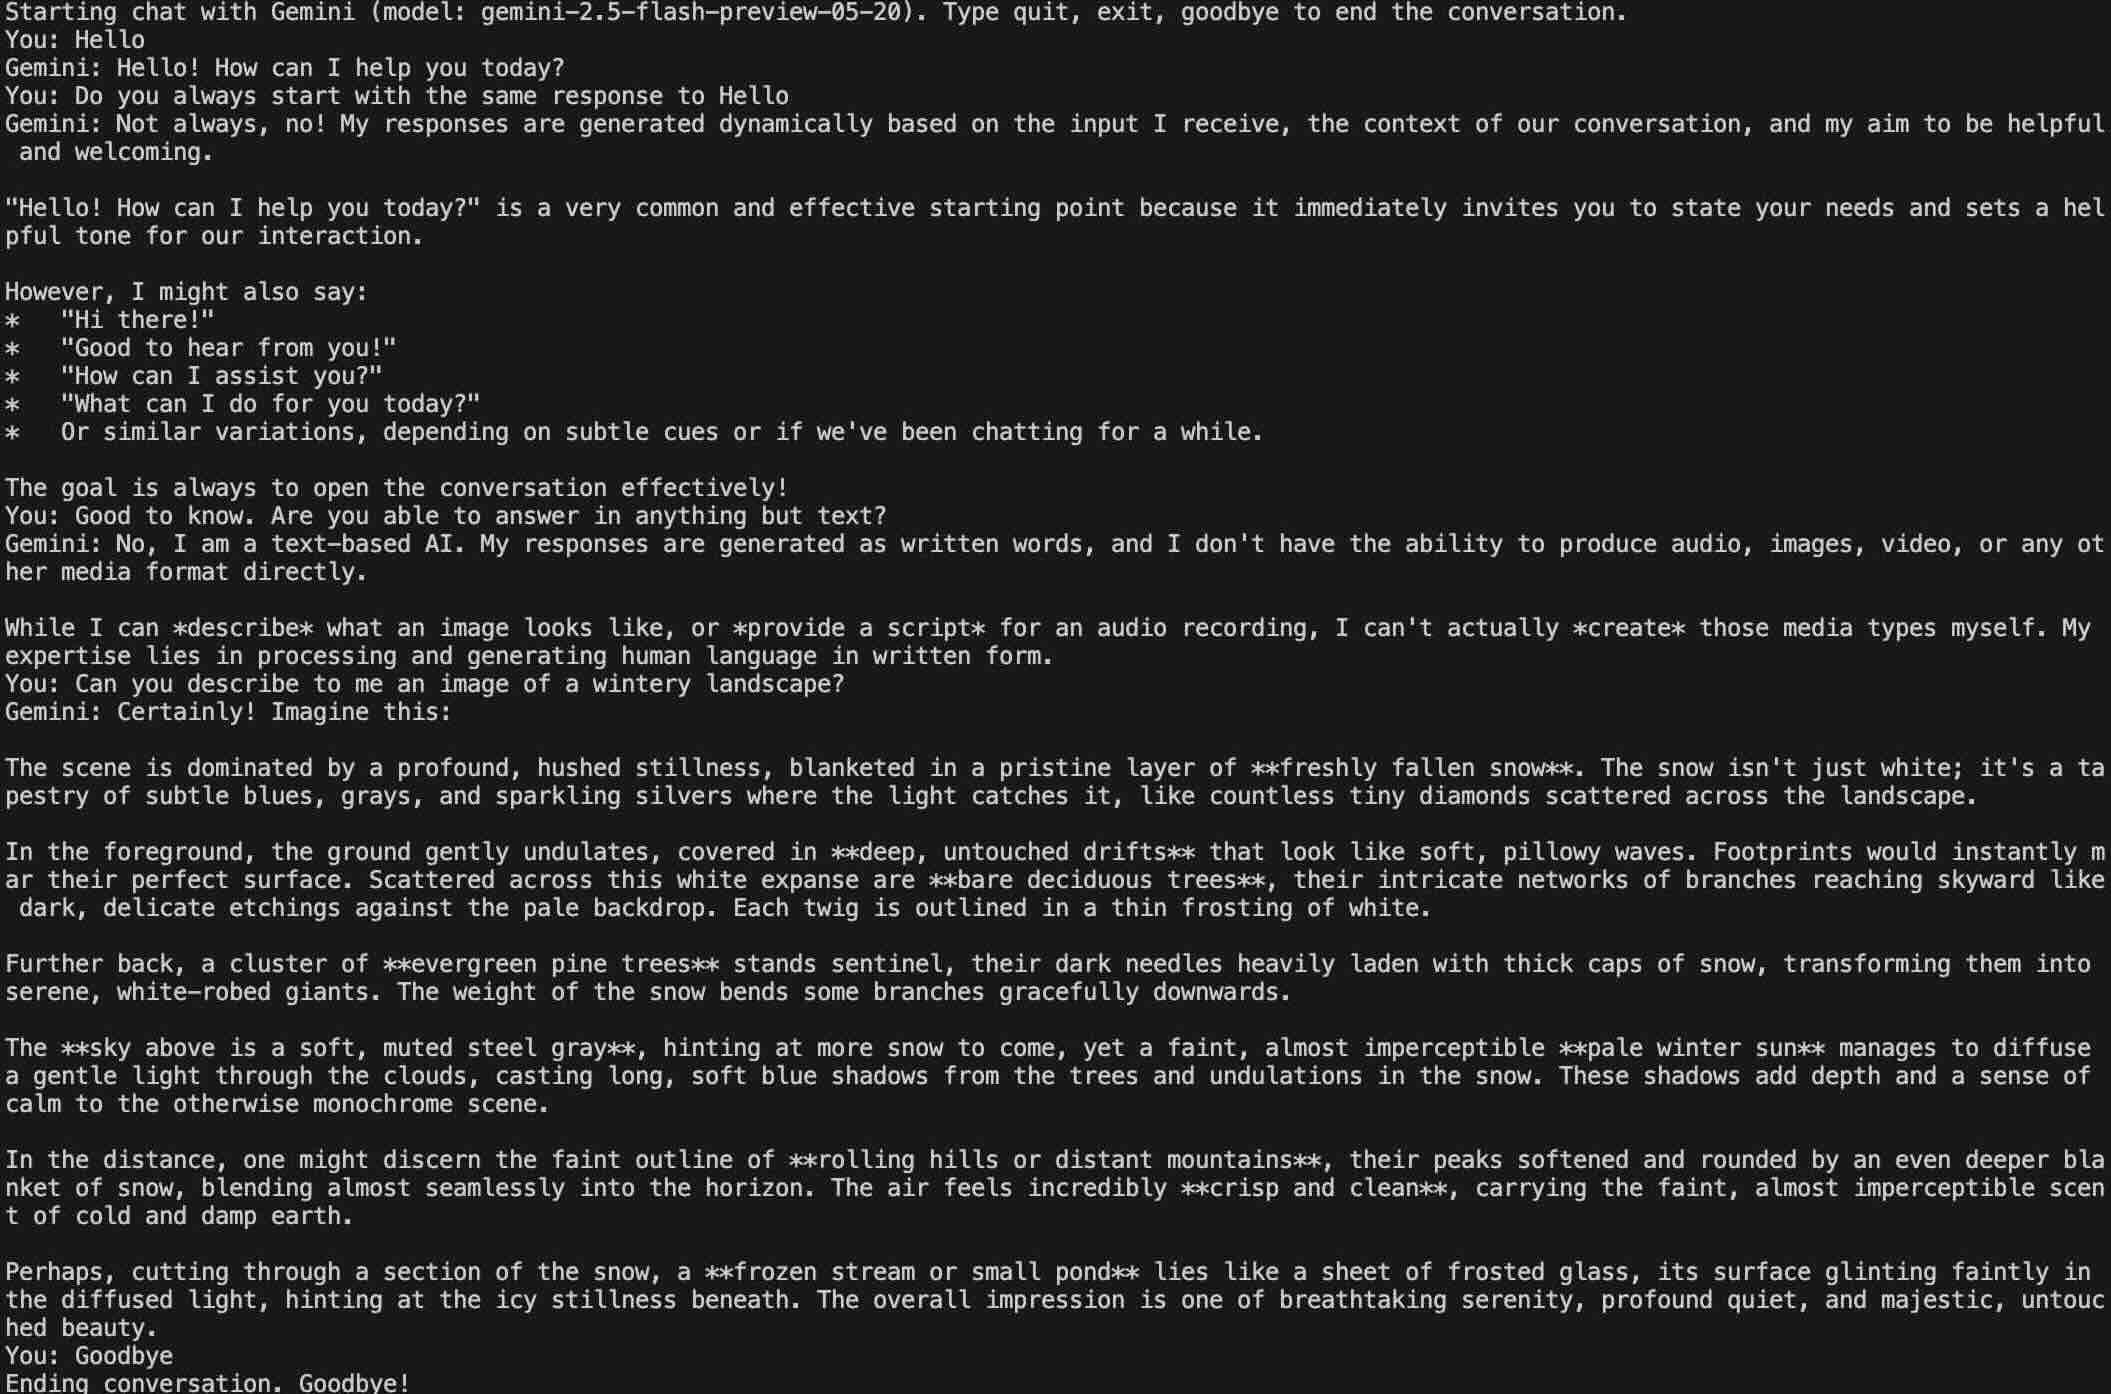 Starting chat with Gemini (model: gemini-2.5-flash-preview-05-20). Type quit, exit, goodbye to end the conversation.
You: Hello
Gemini: Hello! How can I help you today?
You: Do you always start with the same response to Hello
Gemini: Not always, no! My responses are generated dynamically based on the input I receive, the context of our conversation, and my aim to be helpful
 and welcoming.

"Hello! How can I help you today?" is a very common and effective starting point because it immediately invites you to state your needs and sets a hel
pful tone for our interaction.

However, I might also say:
*   "Hi there!"
*   "Good to hear from you!"
*   "How can I assist you?"
*   "What can I do for you today?"
*   Or similar variations, depending on subtle cues or if we've been chatting for a while.

The goal is always to open the conversation effectively!
You: Good to know. Are you able to answer in anything but text?
Gemini: No, I am a text-based AI. My responses are generated as written words, and I don't have the ability to produce audio, images, video, or any ot
her media format directly.

While I can *describe* what an image looks like, or *provide a script* for an audio recording, I can't actually *create* those media types myself. My
expertise lies in processing and generating human language in written form.
You: Can you describe to me an image of a wintery landscape?
Gemini: Certainly! Imagine this:

The scene is dominated by a profound, hushed stillness, blanketed in a pristine layer of **freshly fallen snow**. The snow isn't just white; it's a ta
pestry of subtle blues, grays, and sparkling silvers where the light catches it, like countless tiny diamonds scattered across the landscape.

In the foreground, the ground gently undulates, covered in **deep, untouched drifts** that look like soft, pillowy waves. Footprints would instantly m
ar their perfect surface. Scattered across this white expanse are **bare deciduous trees**, their intricate networks of branches reaching skyward like
 dark, delicate etchings against the pale backdrop. Each twig is outlined in a thin frosting of white.

Further back, a cluster of **evergreen pine trees** stands sentinel, their dark needles heavily laden with thick caps of snow, transforming them into
serene, white-robed giants. The weight of the snow bends some branches gracefully downwards.

The **sky above is a soft, muted steel gray**, hinting at more snow to come, yet a faint, almost imperceptible **pale winter sun** manages to diffuse
a gentle light through the clouds, casting long, soft blue shadows from the trees and undulations in the snow. These shadows add depth and a sense of
calm to the otherwise monochrome scene.

In the distance, one might discern the faint outline of **rolling hills or distant mountains**, their peaks softened and rounded by an even deeper bla
nket of snow, blending almost seamlessly into the horizon. The air feels incredibly **crisp and clean**, carrying the faint, almost imperceptible scen
t of cold and damp earth.

Perhaps, cutting through a section of the snow, a **frozen stream or small pond** lies like a sheet of frosted glass, its surface glinting faintly in
the diffused light, hinting at the icy stillness beneath. The overall impression is one of breathtaking serenity, profound quiet, and majestic, untouc
hed beauty.
You: Goodbye
Ending conversation. Goodbye!